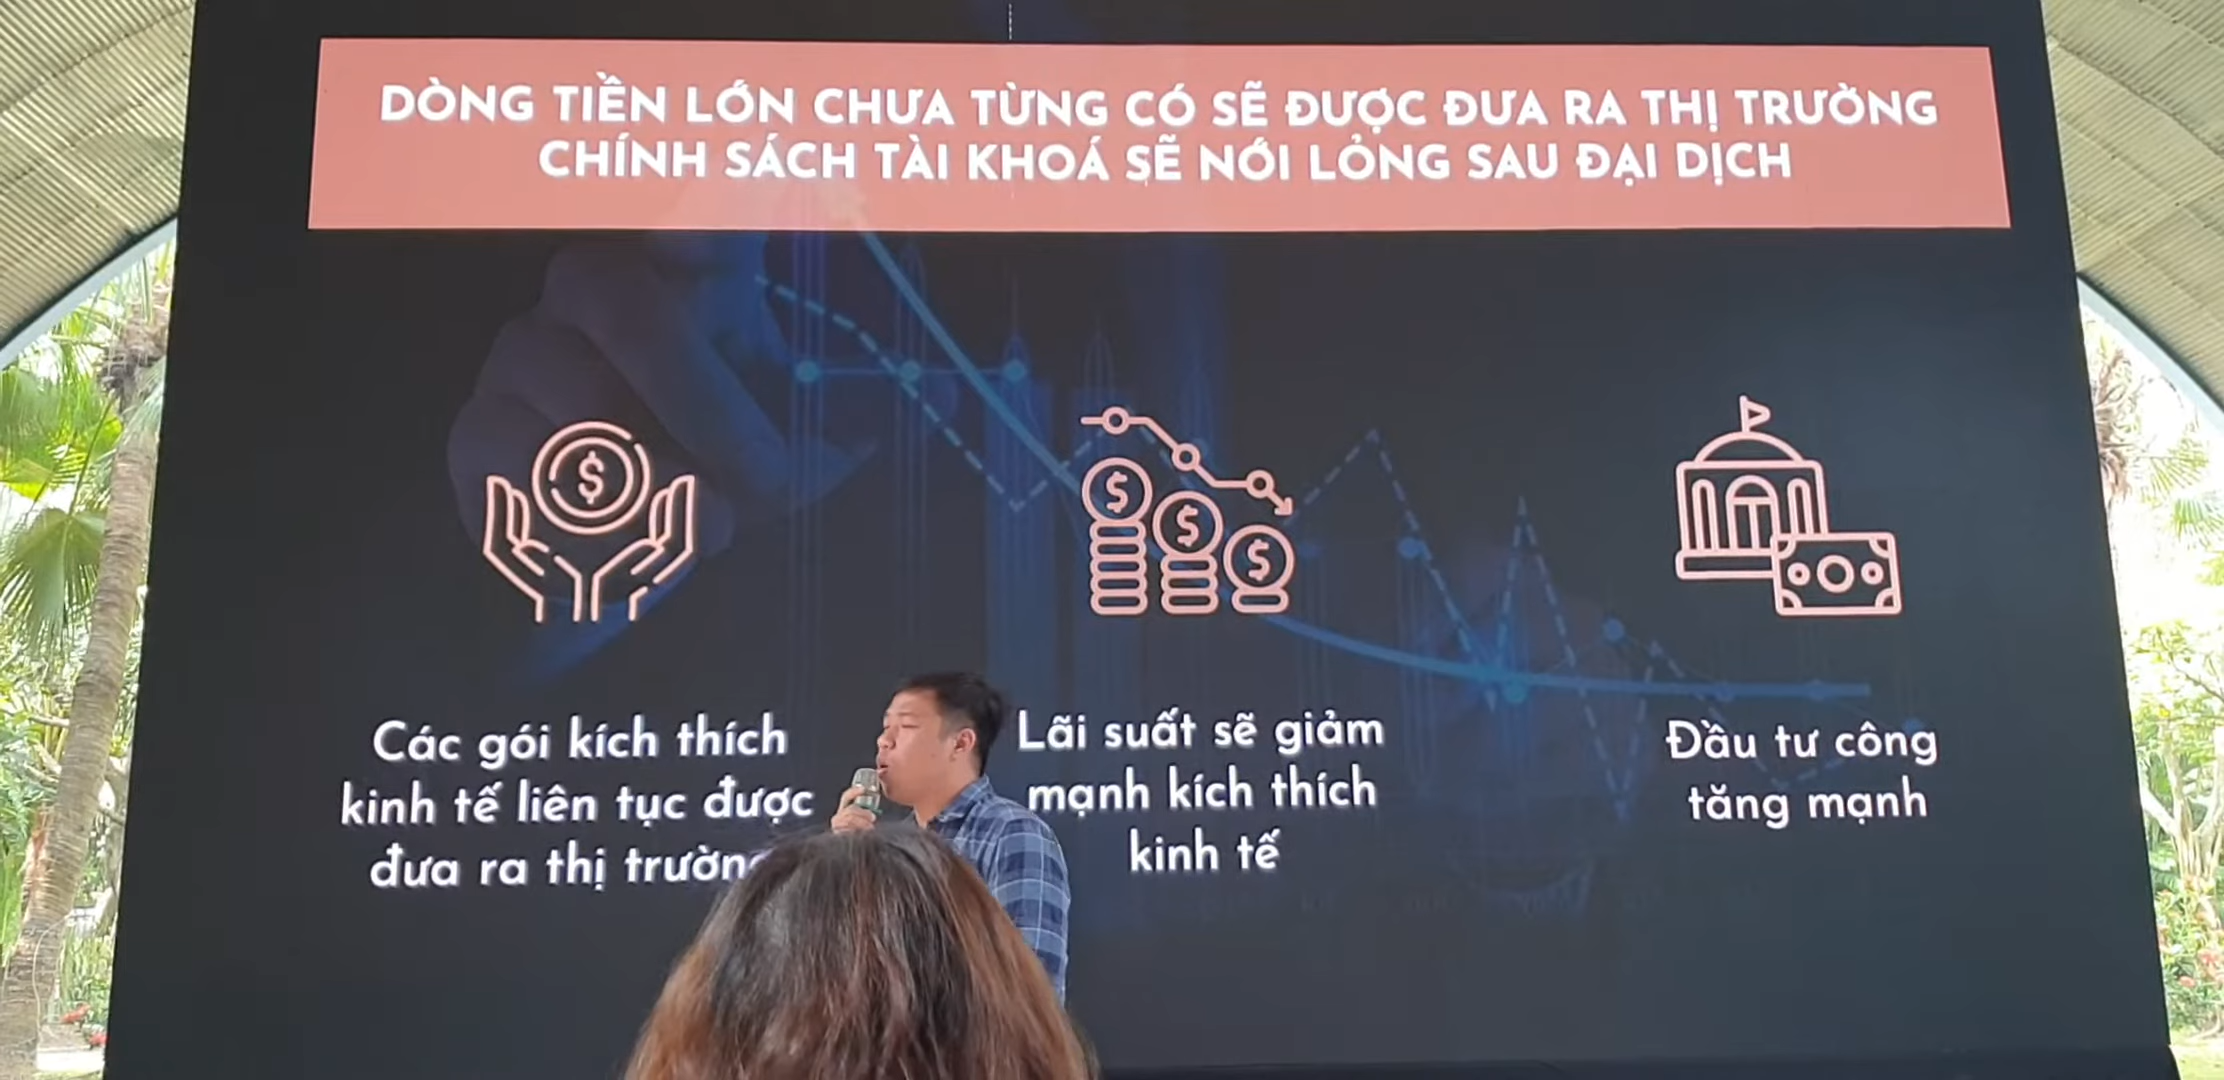 DÒNG TIỀN LỚN CHƯA TỪNG CÓ SẼ ĐƯỢC ĐƯA RA THỊ TRƯỜNG
CHÍNH SÁCH TÀI KHOÁ SẼ NỚI LỎNG SAU ĐẠI DỊCH
Các gói kích thích
kinh tế liên tục được
đưa ra thị trường
Lãi suất sẽ giảm
mạnh kích thích
kinh tế
Đầu tư công
tăng mạnh